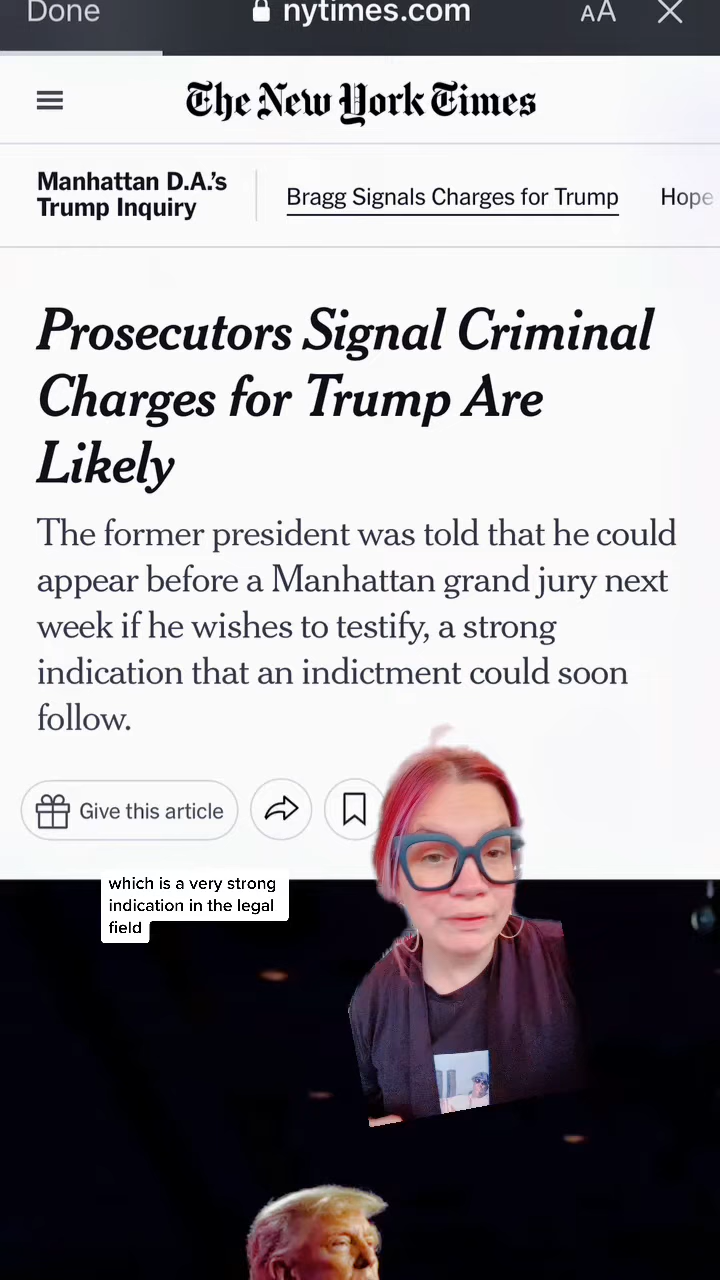 Done
nytimes.com
AA
The New York Times
Manhattan D.A.'s
Trump Inquiry
Bragg Signals Charges for Trump
Hope
Prosecutors Signal Criminal
Charges for Trump Are
Likely
The former president was told that he could
appear before a Manhattan grand jury next
week if he wishes to testify, a strong
indication that an indictment could soon
follow.
Give this article
which is a very strong
indication in the legal
field